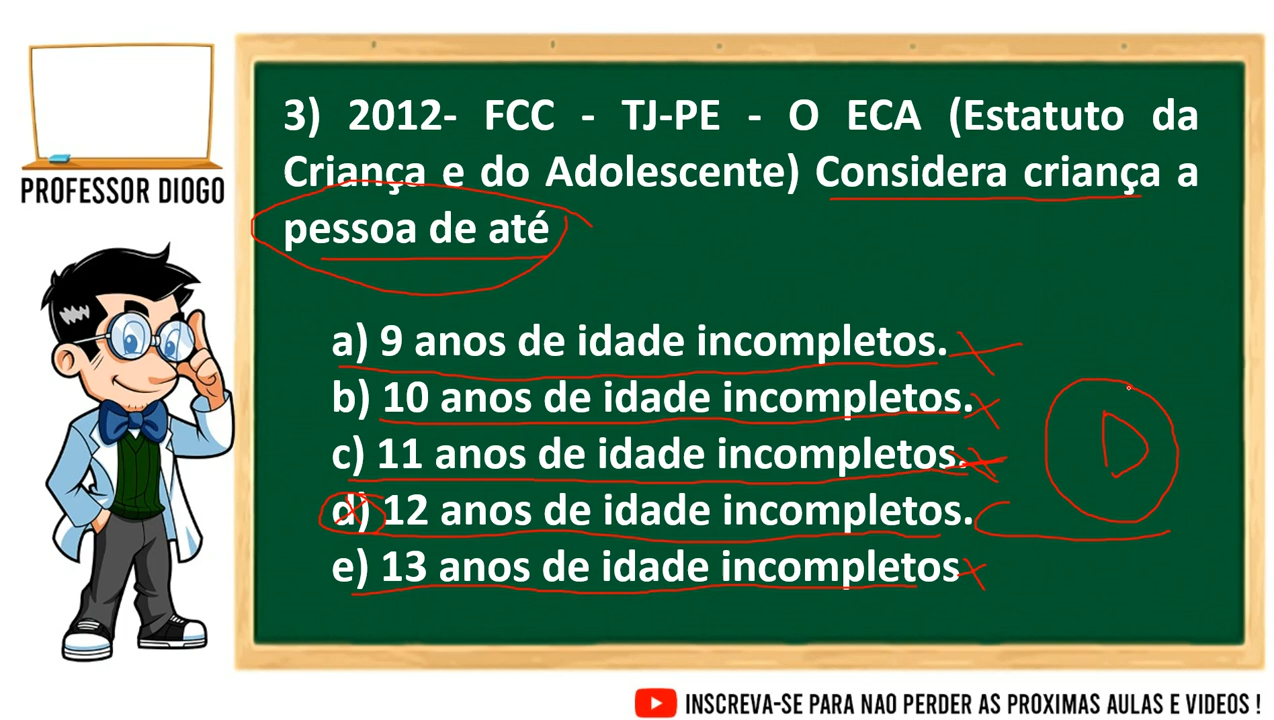 3) 2012- FCC - TJ-PE - O ECA (Estatuto da
Criança e do Adolescente) Considera criança a
pessoa de até
a) 9 anos de idade incompletos.
b) 10 anos de idade incompletos.
c) 11 anos de idade incompletos.
d) 12 anos de idade incompletos.
e) 13 anos de idade incompletos
D
PROFESSOR DIOGO
INSCREVA-SE PARA NAO PERDER AS PROXIMAS AULAS E VIDEOS !